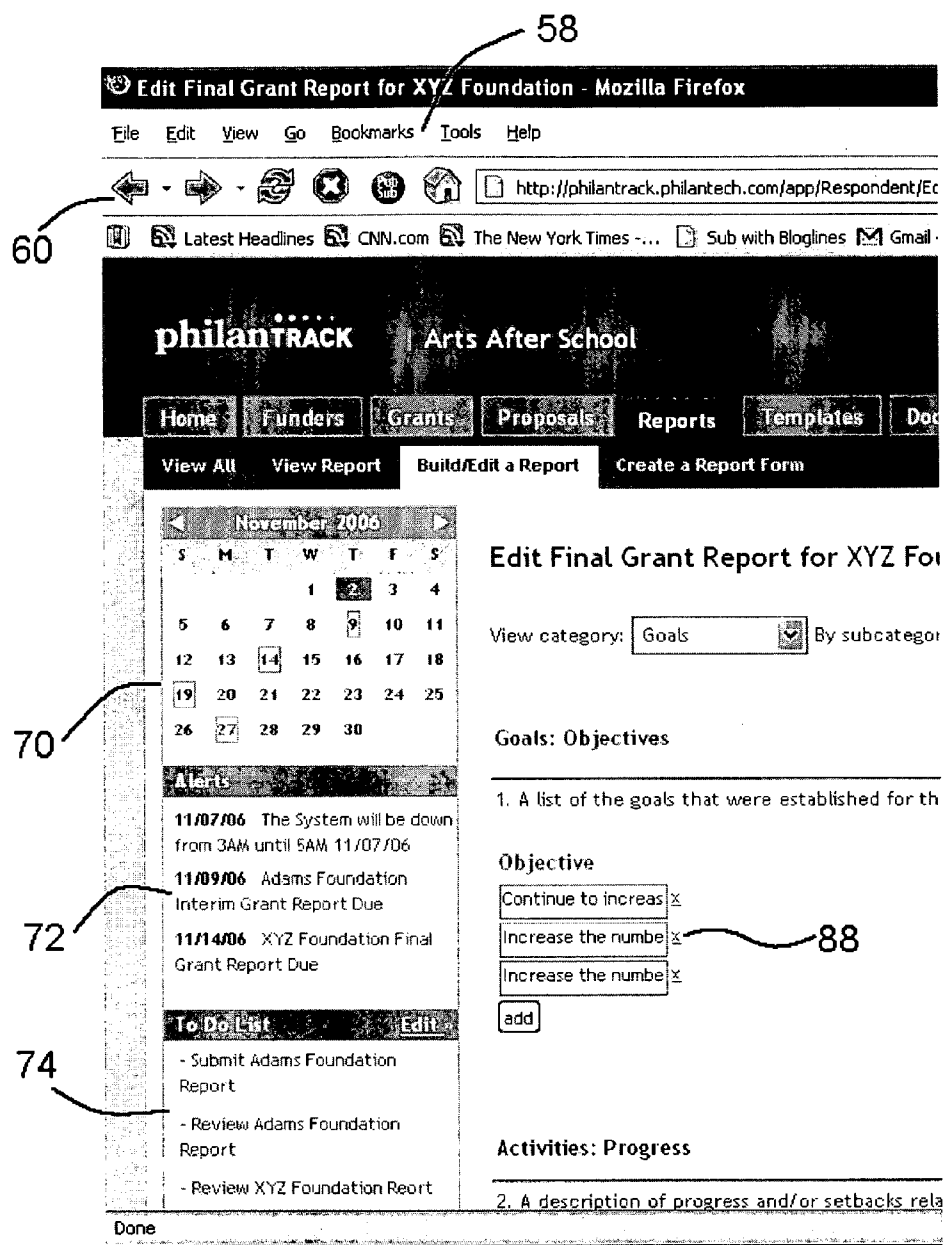 58
Edit Final Grant Report for XYZ Foundation - Mozilla Firefox
File Edit View Go Bookmarks Tools Help
Pub Sub
http://philantrack.philantech.com/app/Respondent/Ed
60
Latest Headlines CNN.com The New York Times -... Sub with Bloglines Gmail -
philanTRACK | Arts After School
Home Funders Grants Proposals Reports Templates Doc
View All View Report Build/Edit a Report Create a Report Form
November 2006
S M T W T F S
1 2 3 4
5 6 7 8 9 10 11
12 13 14 15 16 17 18
19 20 21 22 23 24 25
26 27 28 29 30
70
Alerts
11/07/06 The System will be down
from 3AM until 5AM 11/07/06
11/09/06 Adams Foundation
Interim Grant Report Due
72
11/14/06 XYZ Foundation Final
Grant Report Due
To Do List Edit
74
- Submit Adams Foundation
Report
- Review Adams Foundation
Report
- Review XYZ Foundation Reort
Edit Final Grant Report for XYZ Fou
View category: Goals By subcategor
Goals: Objectives
1. A list of the goals that were established for th
Objective
Continue to increas x
Increase the numbe x
88
Increase the numbe x
add
Activities: Progress
2. A description of progress and/or setbacks rela
Done